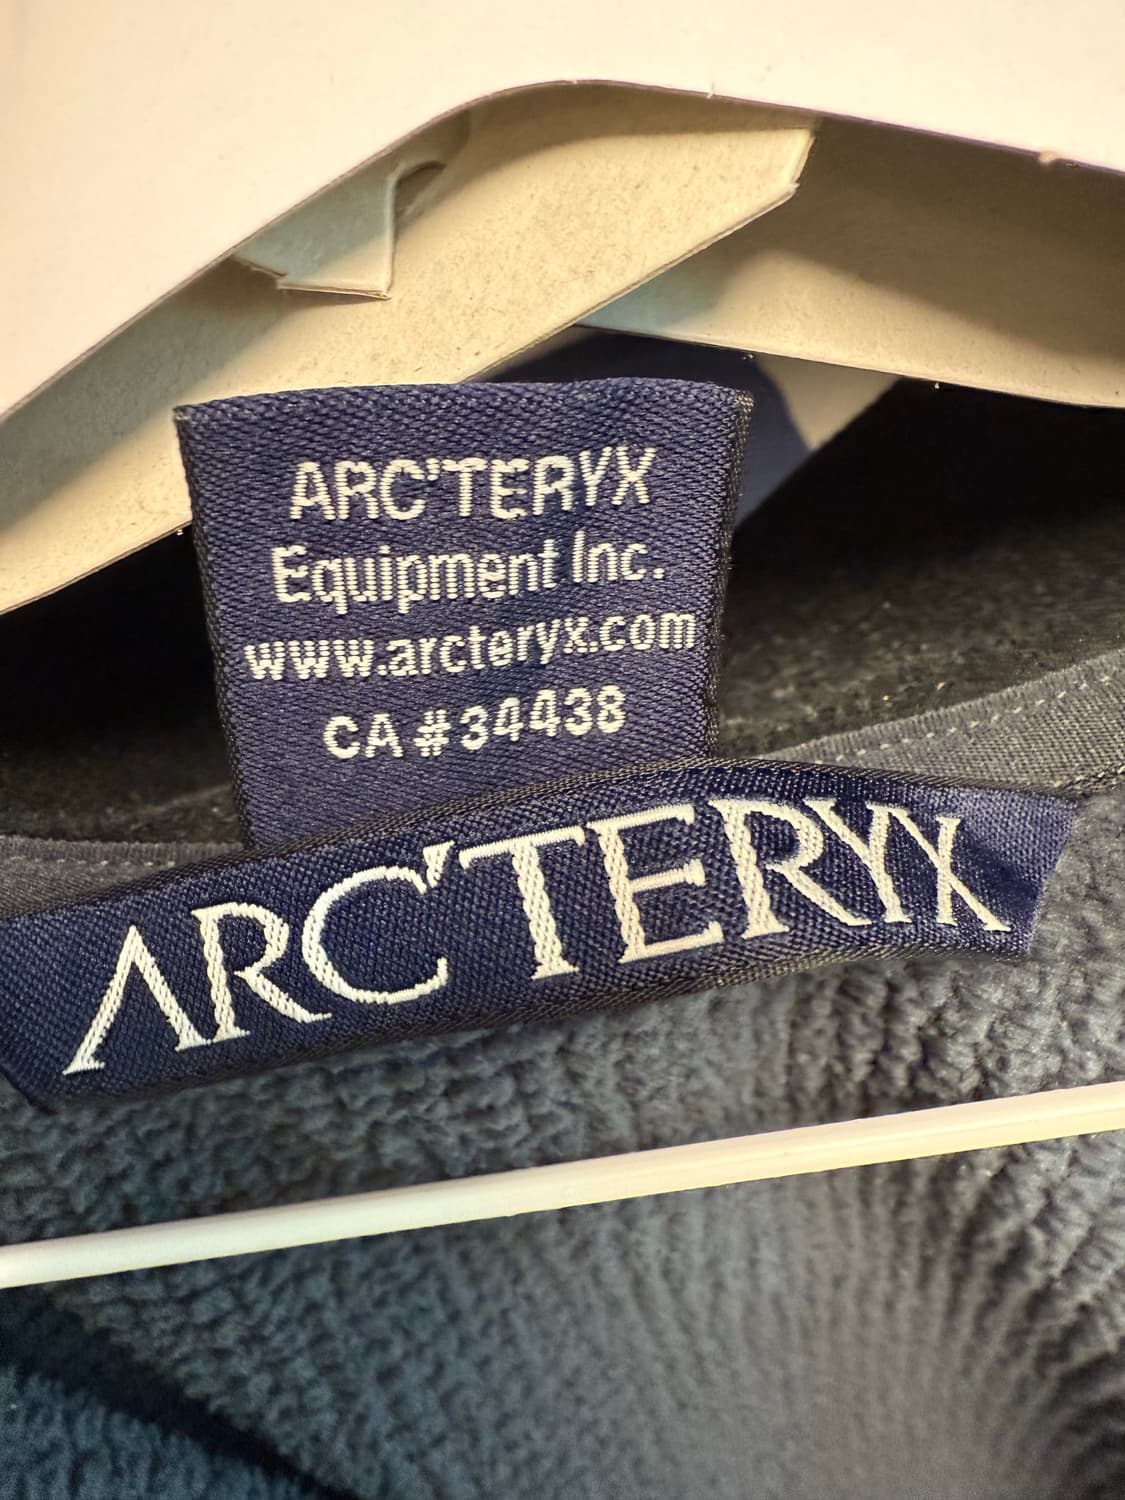 ARC'TERYX
Equipment Inc.
www.arcteryx.com
CA #34438
ARC'TERYX